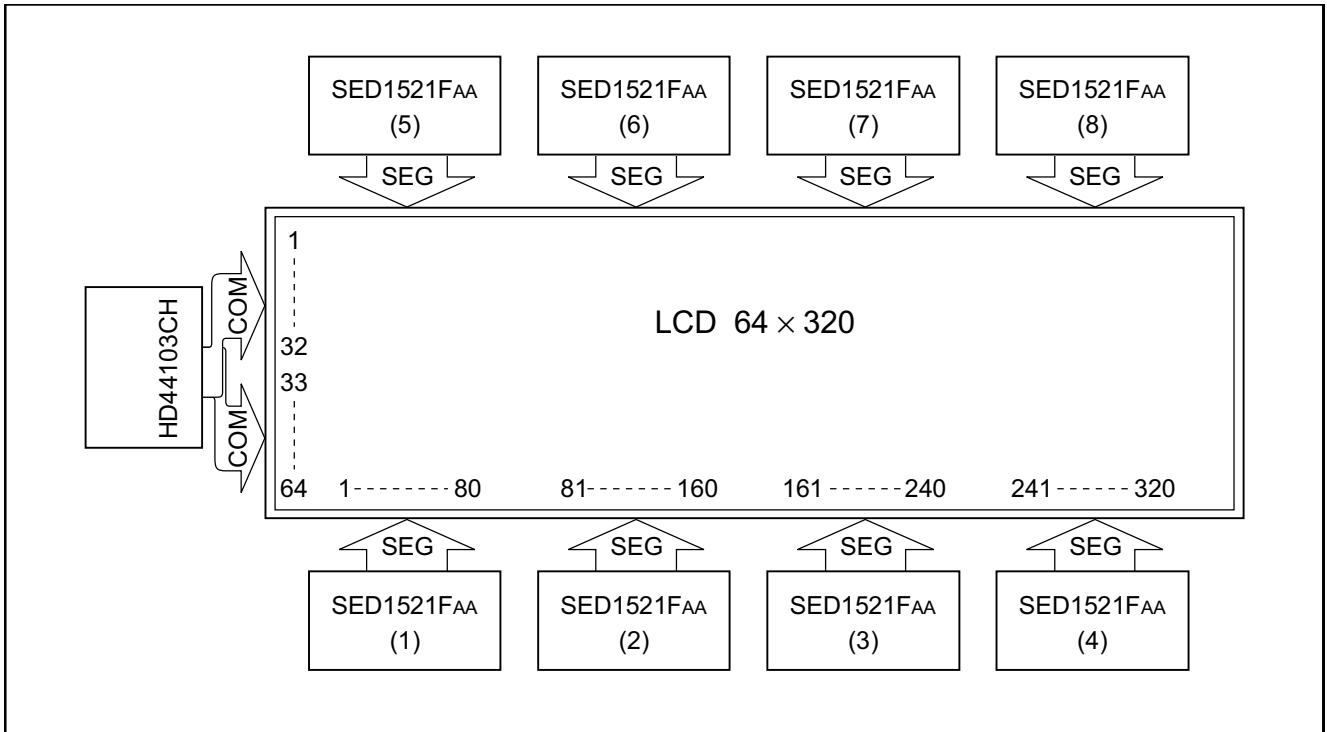 SED1521FAA SED1521FAA SED1521FAA SED1521FAA
(5) (6) (7) (8)
SEG SEG SEG SEG
1
COM
LCD 64 × 320
HD44103CH
32
33
COM
64 1 80 81 160 161 240 241 320
SEG SEG SEG SEG
SED1521FAA SED1521FAA SED1521FAA SED1521FAA
(1) (2) (3) (4)